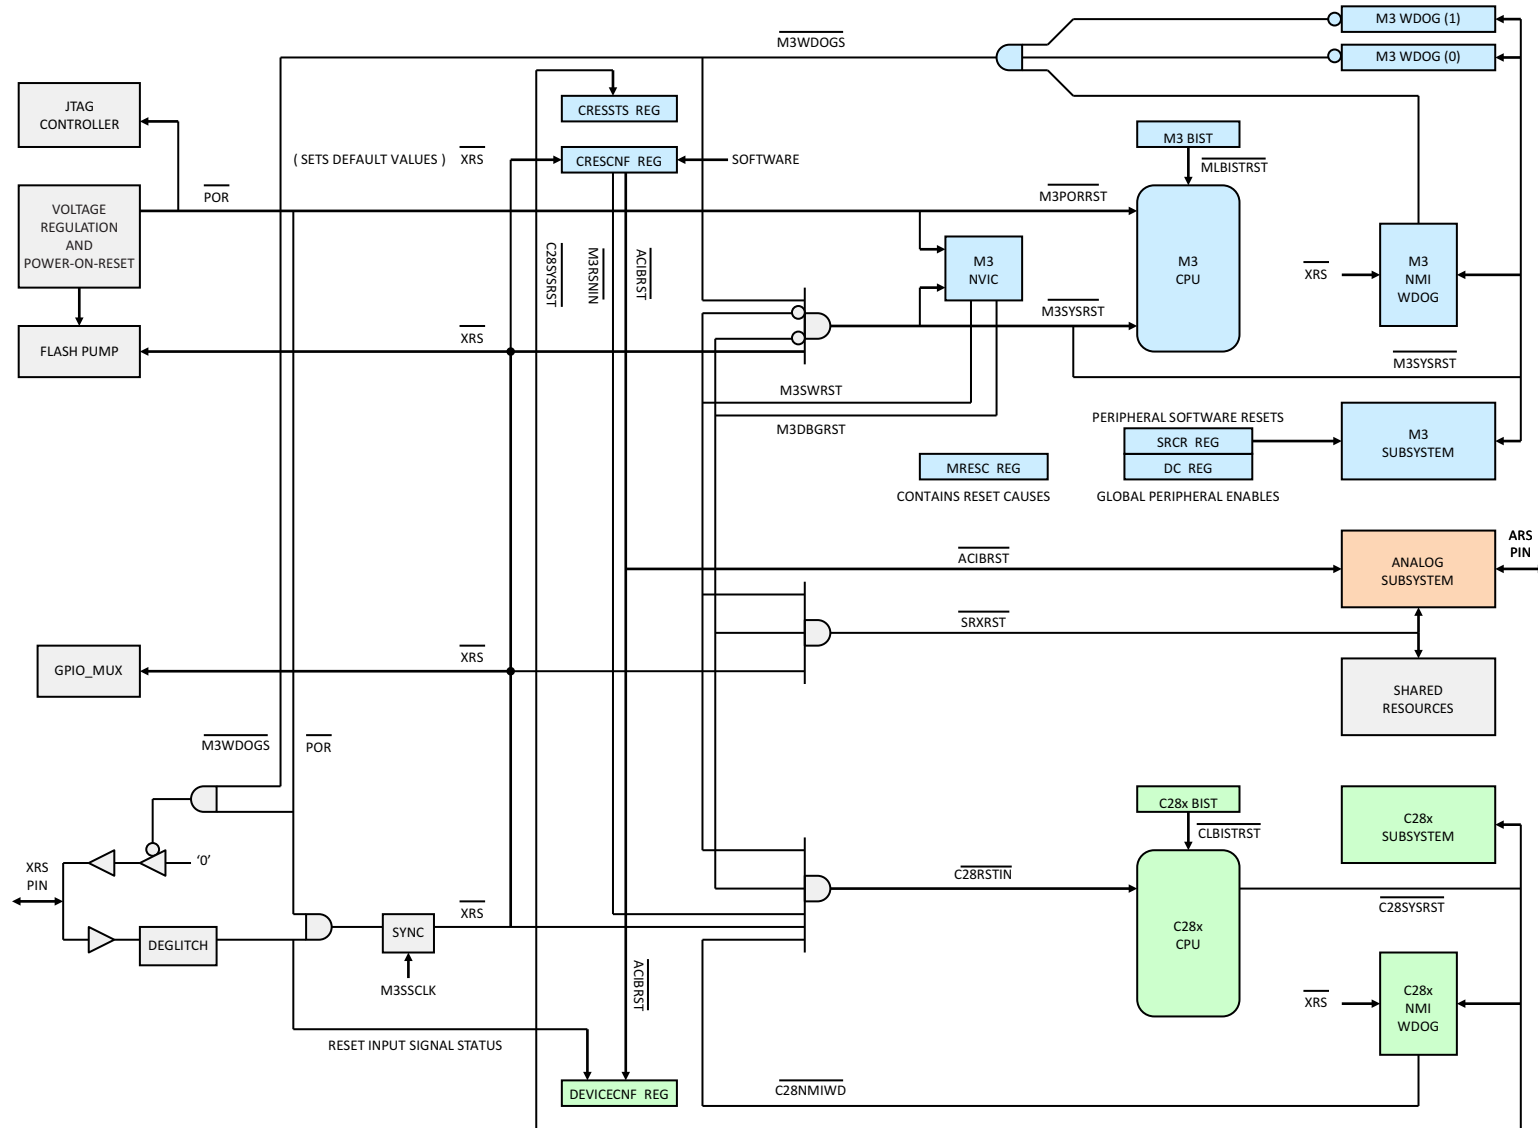 M3 WDOG (1)
M3WDOGS
M3 WDOG (0)
JTAG
CONTROLLER
CRESSTS REG
M3 BIST
( SETS DEFAULT VALUES )
XRS
CRESCNF REG
SOFTWARE
MLBISTRST
POR
M3PORRST
VOLTAGE
REGULATION
AND
POWER-ON-RESET
C28SYSRST
M3RSNIN
ACIBRST
M3
NVIC
M3
CPU
XRS
M3
NMI
WDOG
M3SYSRST
FLASH PUMP
XRS
M3SYSRST
M3SWRST
M3DBGRST
PERIPHERAL SOFTWARE RESETS
SRCR REG
DC REG
GLOBAL PERIPHERAL ENABLES
M3
SUBSYSTEM
MRESC REG
CONTAINS RESET CAUSES
ACIBRST
ANALOG
SUBSYSTEM
ARS
PIN
SRXRST
GPIO_MUX
XRS
SHARED
RESOURCES
M3WDOGS
POR
C28x BIST
CLBISTRST
C28x
SUBSYSTEM
XRS
PIN
'0'
C28RSTIN
C28SYSRST
DEGLITCH
SYNC
XRS
M3SSCLK
C28x
CPU
ACIBRST
XRS
C28x
NMI
WDOG
RESET INPUT SIGNAL STATUS
DEVICECNF REG
C28NMIWD